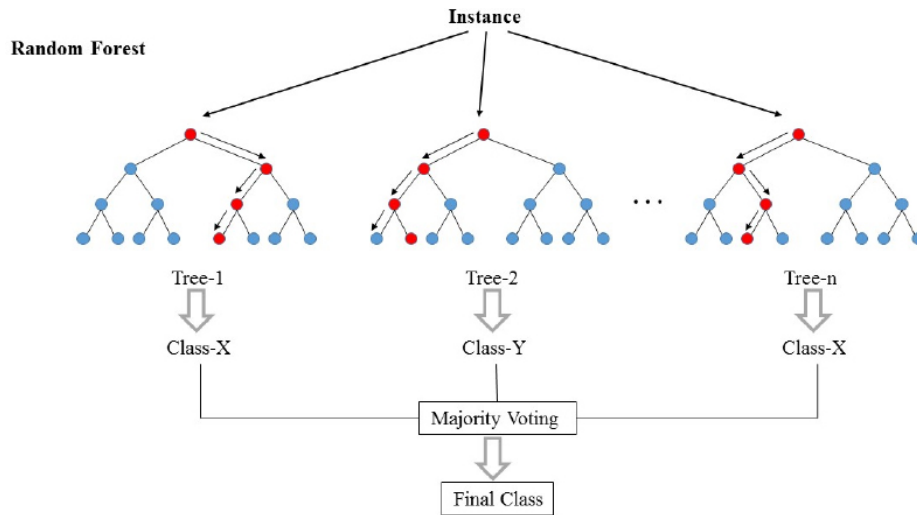 Instance
Random Forest
...
Tree-1
Tree-2
Tree-n
Class-X
Class-Y
Class-X
Majority Voting
Final Class